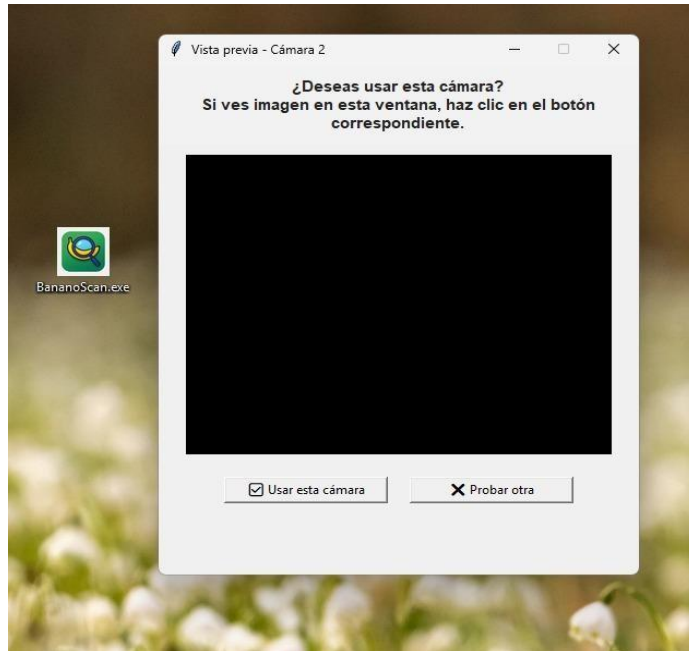 Vista previa - Cámara 2
¿Deseas usar esta cámara?
Si ves imagen en esta ventana, haz clic en el botón
correspondiente.
BananoScan.exe
Usar esta cámara
Probar otra